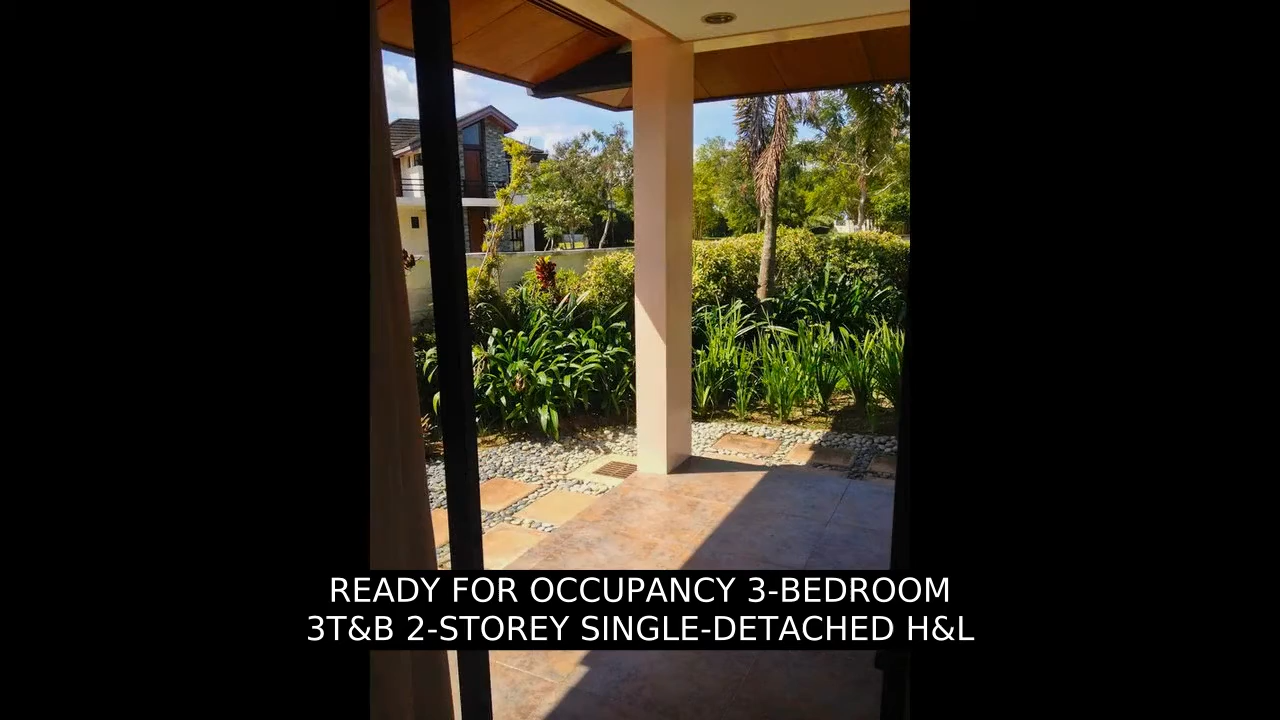 READY FOR OCCUPANCY 3-BEDROOM
3T&B 2-STOREY SINGLE-DETACHED H&L